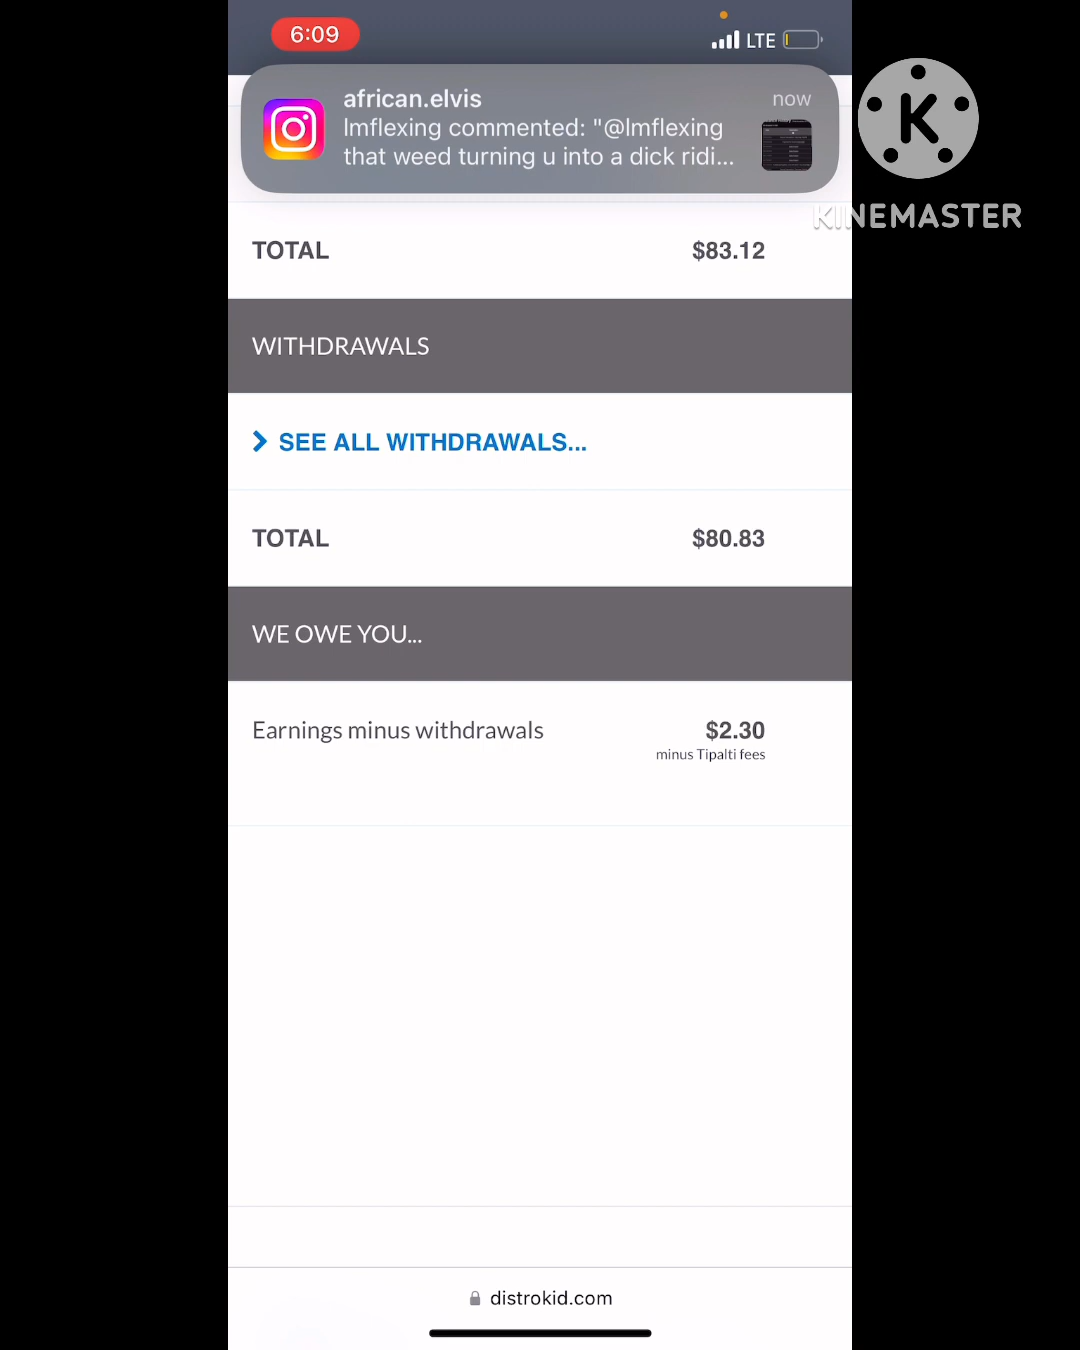 6:09
LTE
african.elvis
now
lmflexing commented: "@lmflexing
that weed turning u into a dick ridi...
K
KINEMASTER
TOTAL $83.12
WITHDRAWALS
SEE ALL WITHDRAWALS...
TOTAL $80.83
WE OWE YOU...
Earnings minus withdrawals $2.30
minus Tipalti fees
distrokid.com